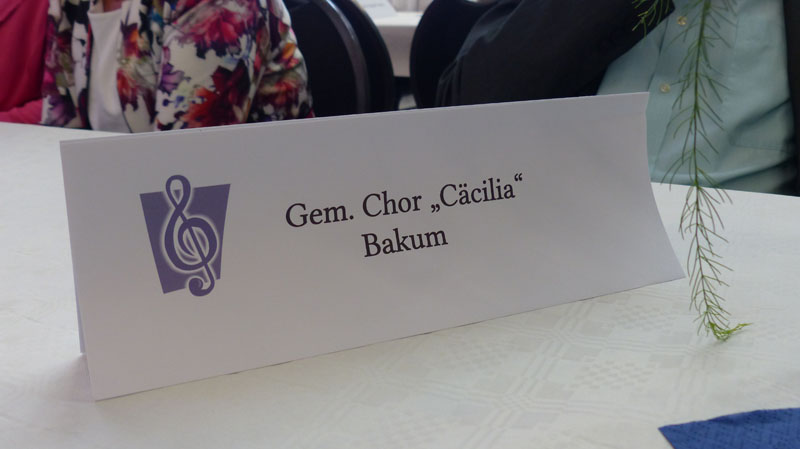 Gem. Chor „Cäcilia“
Bakum